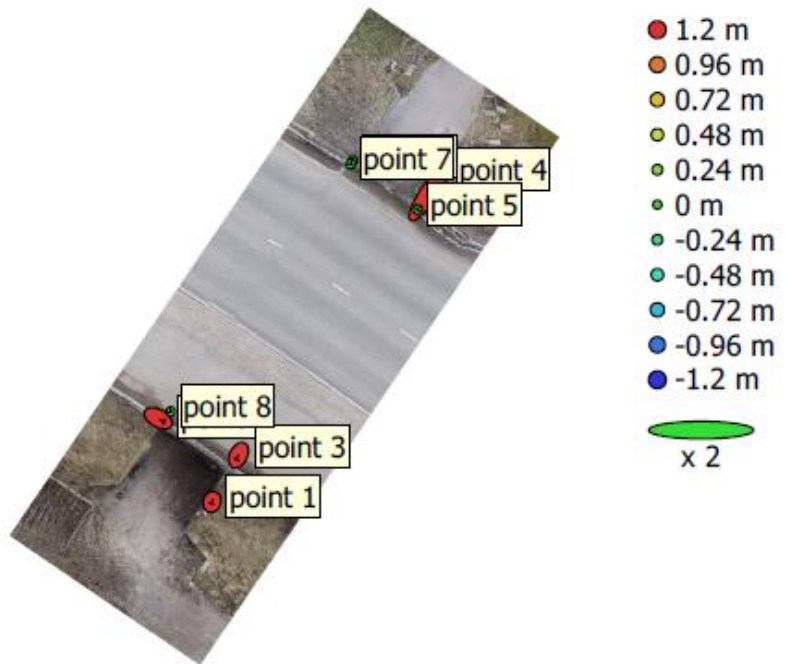 point 7
point 4
point 5
point 8
point 3
point 1
1.2 m
0.96 m
0.72 m
0.48 m
0.24 m
0 m
-0.24 m
-0.48 m
-0.72 m
-0.96 m
-1.2 m
x 2